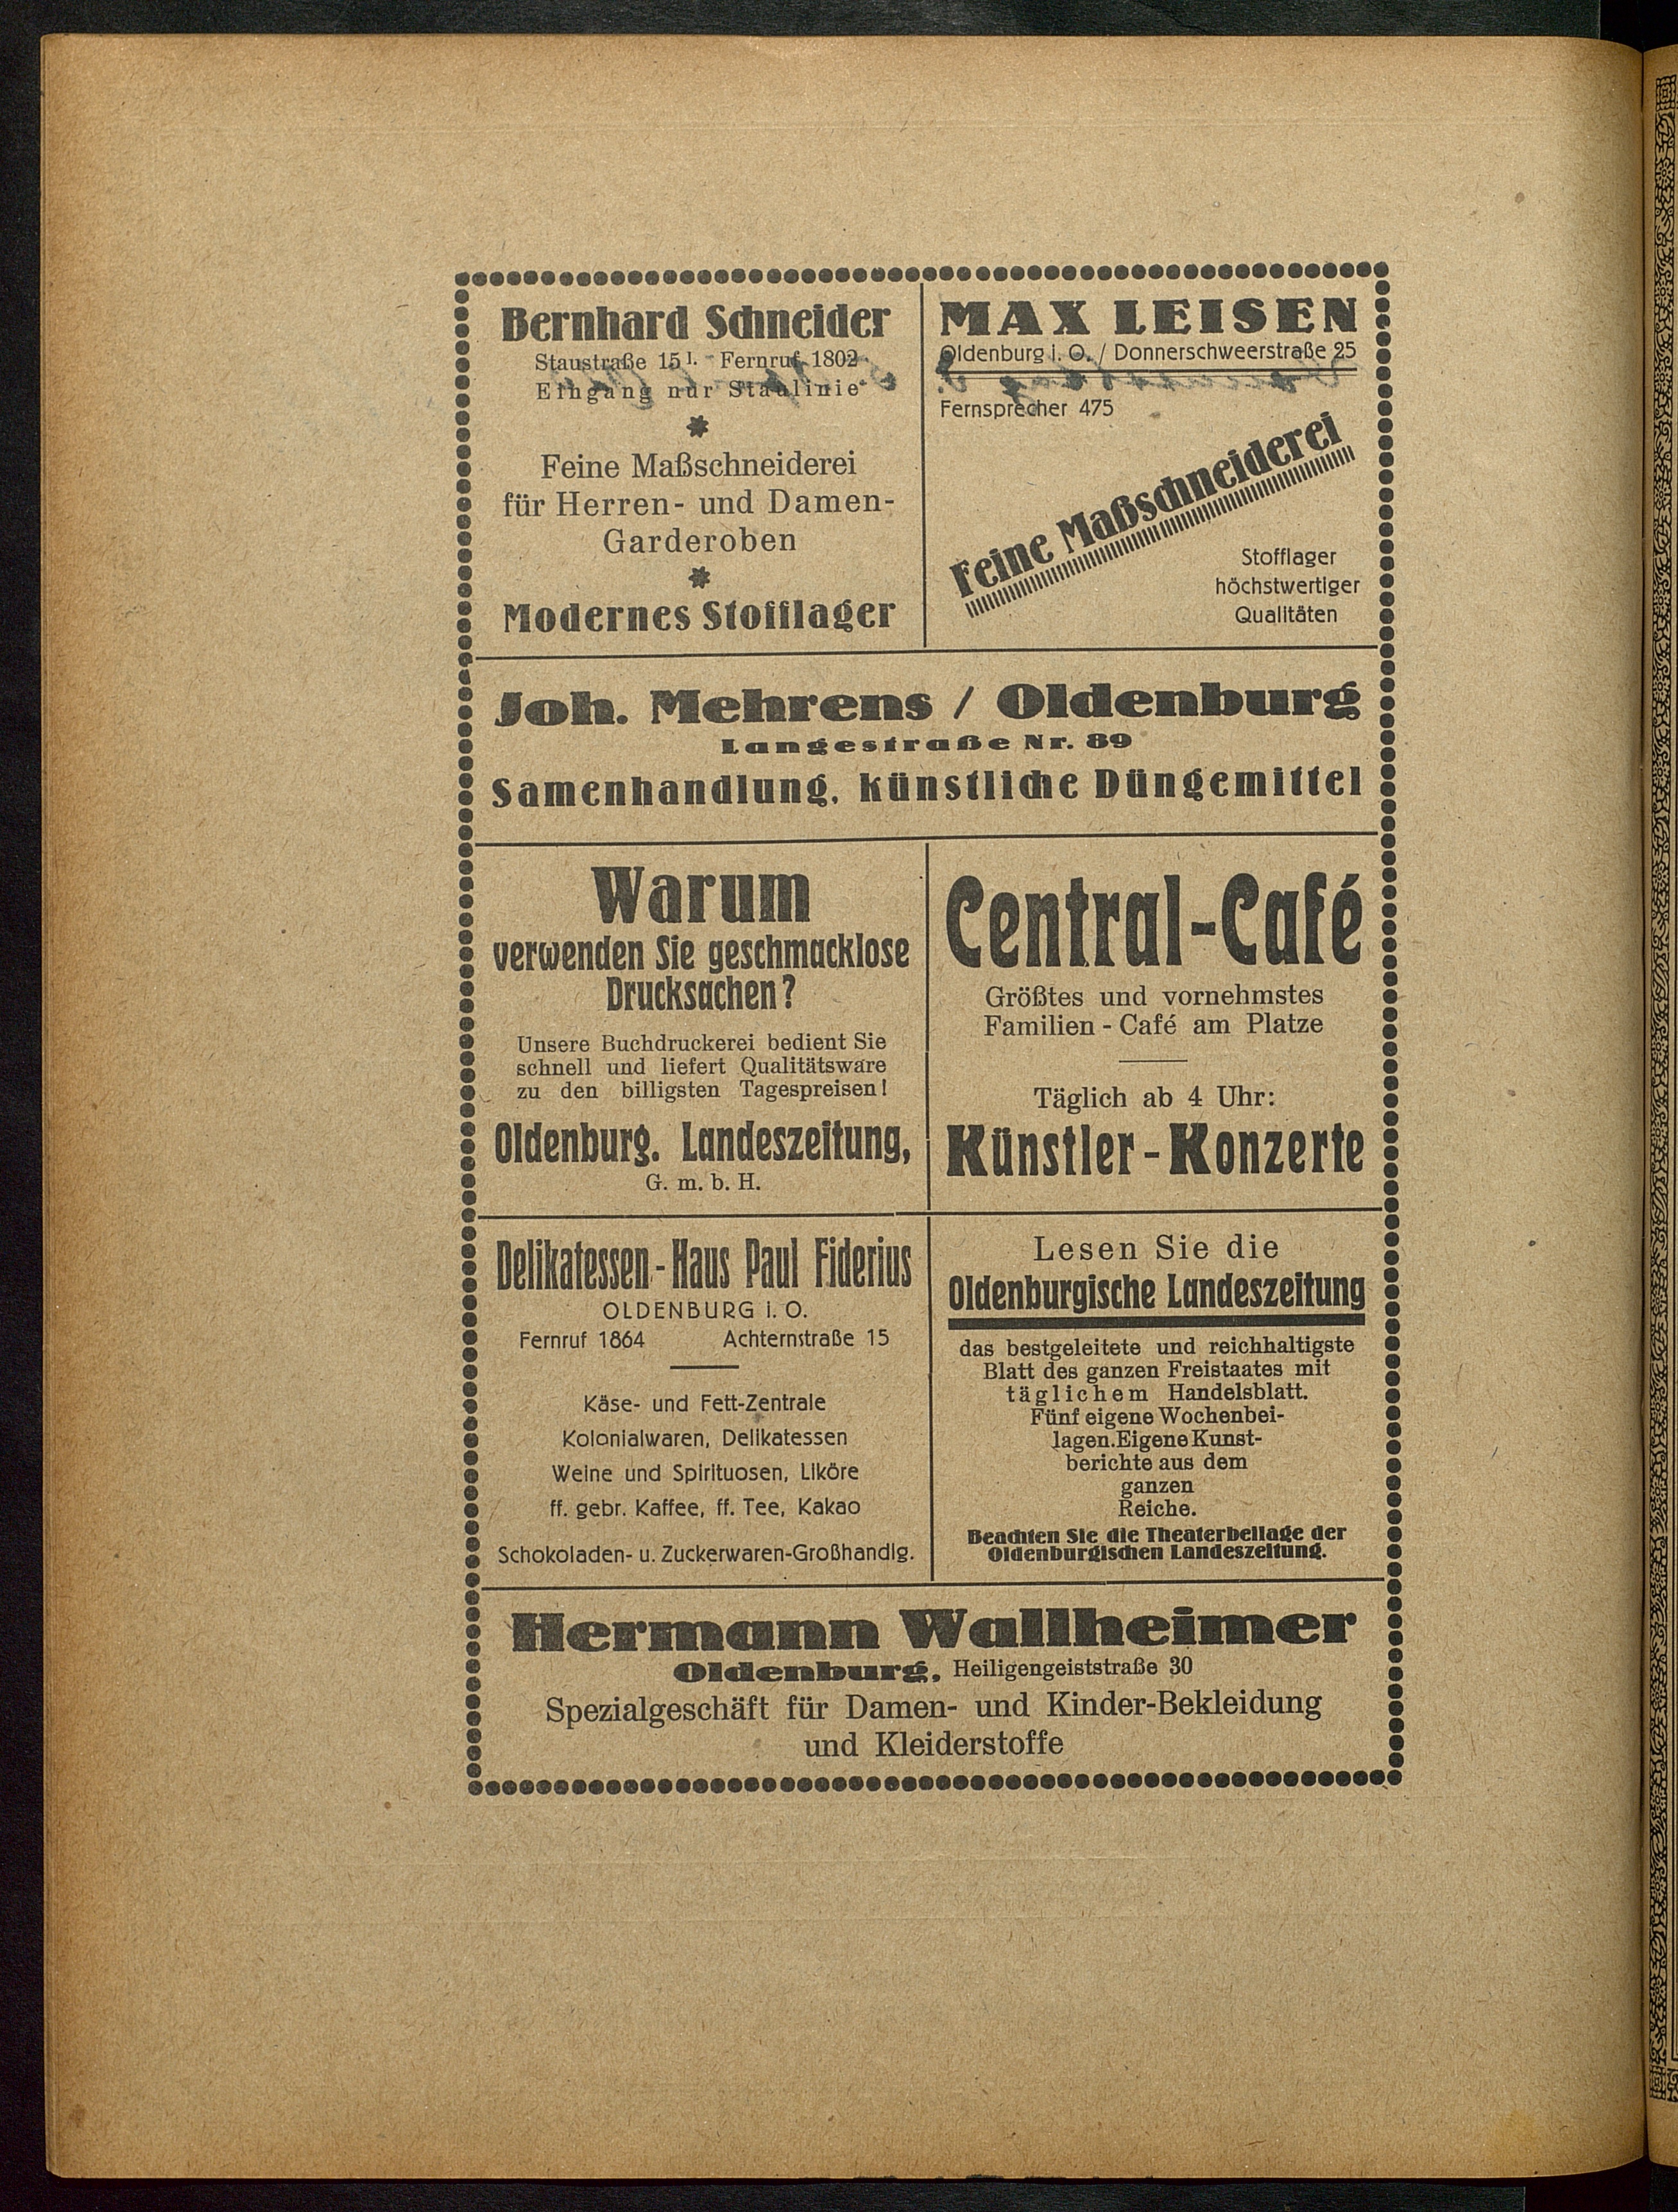 Bernhard Schneider
Staustraße 15 I. Fernruf 1802
Eingang nur Staulinie
Feine Maßschneiderei
für Herren- und Damen-
Garderoben
Modernes Stofflager
MAX LEISEN
Oldenburg i. O. / Donnerschweerstraße 25
Fernsprecher 475
Feine Maßschneiderei
Stofflager
höchstwertiger
Qualitäten
Joh. Mehrens / Oldenburg
Langestraße Nr. 89
Samenhandlung, künstliche Düngemittel
Warum
verwenden Sie geschmacklose
Drucksachen?
Unsere Buchdruckerei bedient Sie
schnell und liefert Qualitätsware
zu den billigsten Tagespreisen!
Oldenburg. Landeszeitung,
G. m. b. H.
Central-Café
Größtes und vornehmstes
Familien-Café am Platze
Täglich ab 4 Uhr:
Künstler-Konzerte
Delikatessen-Haus Paul Fiderius
OLDENBURG i. O.
Fernruf 1864 Achternstraße 15
Käse- und Fett-Zentrale
Kolonialwaren, Delikatessen
Weine und Spirituosen, Liköre
ff. gebr. Kaffee, ff. Tee, Kakao
Schokoladen- u. Zuckerwaren-Großhandlg.
Lesen Sie die
Oldenburgische Landeszeitung
das bestgeleitete und reichhaltigste
Blatt des ganzen Freistaates mit
täglichem Handelsblatt.
Fünf eigene Wochenbei-
lagen. Eigene Kunst-
berichte aus dem
ganzen
Reiche.
Beachten Sie die Theaterbeilage der
Oldenburgischen Landeszeitung.
Hermann Wallheimer
Oldenburg, Heiligengeiststraße 30
Spezialgeschäft für Damen- und Kinder-Bekleidung
und Kleiderstoffe